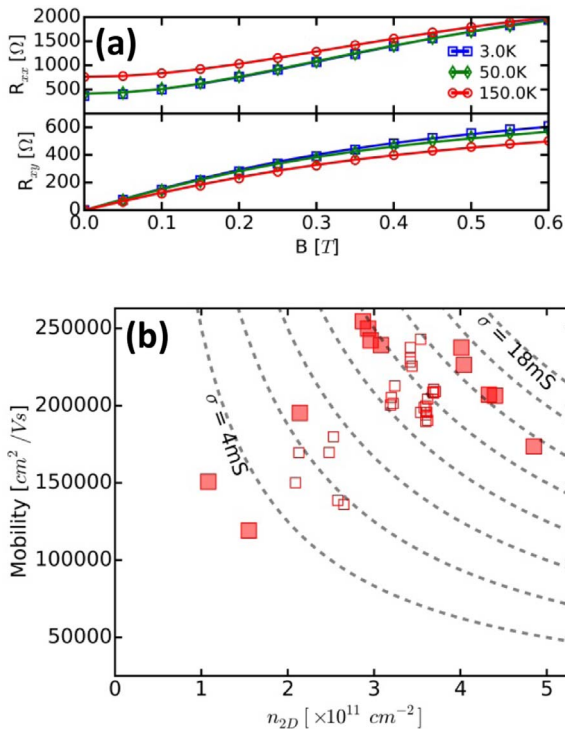 (a)
R_xx [Ω]
2000
1500
1000
500
3.0K
50.0K
150.0K
R_xy [Ω]
600
400
200
0
0.0 0.1 0.2 0.3 0.4 0.5 0.6
B [T]
(b)
Mobility [cm² /Vs]
250000
200000
150000
100000
50000
σ = 4mS
σ = 18mS
0 1 2 3 4 5
n_2D [ ×10¹¹ cm⁻² ]